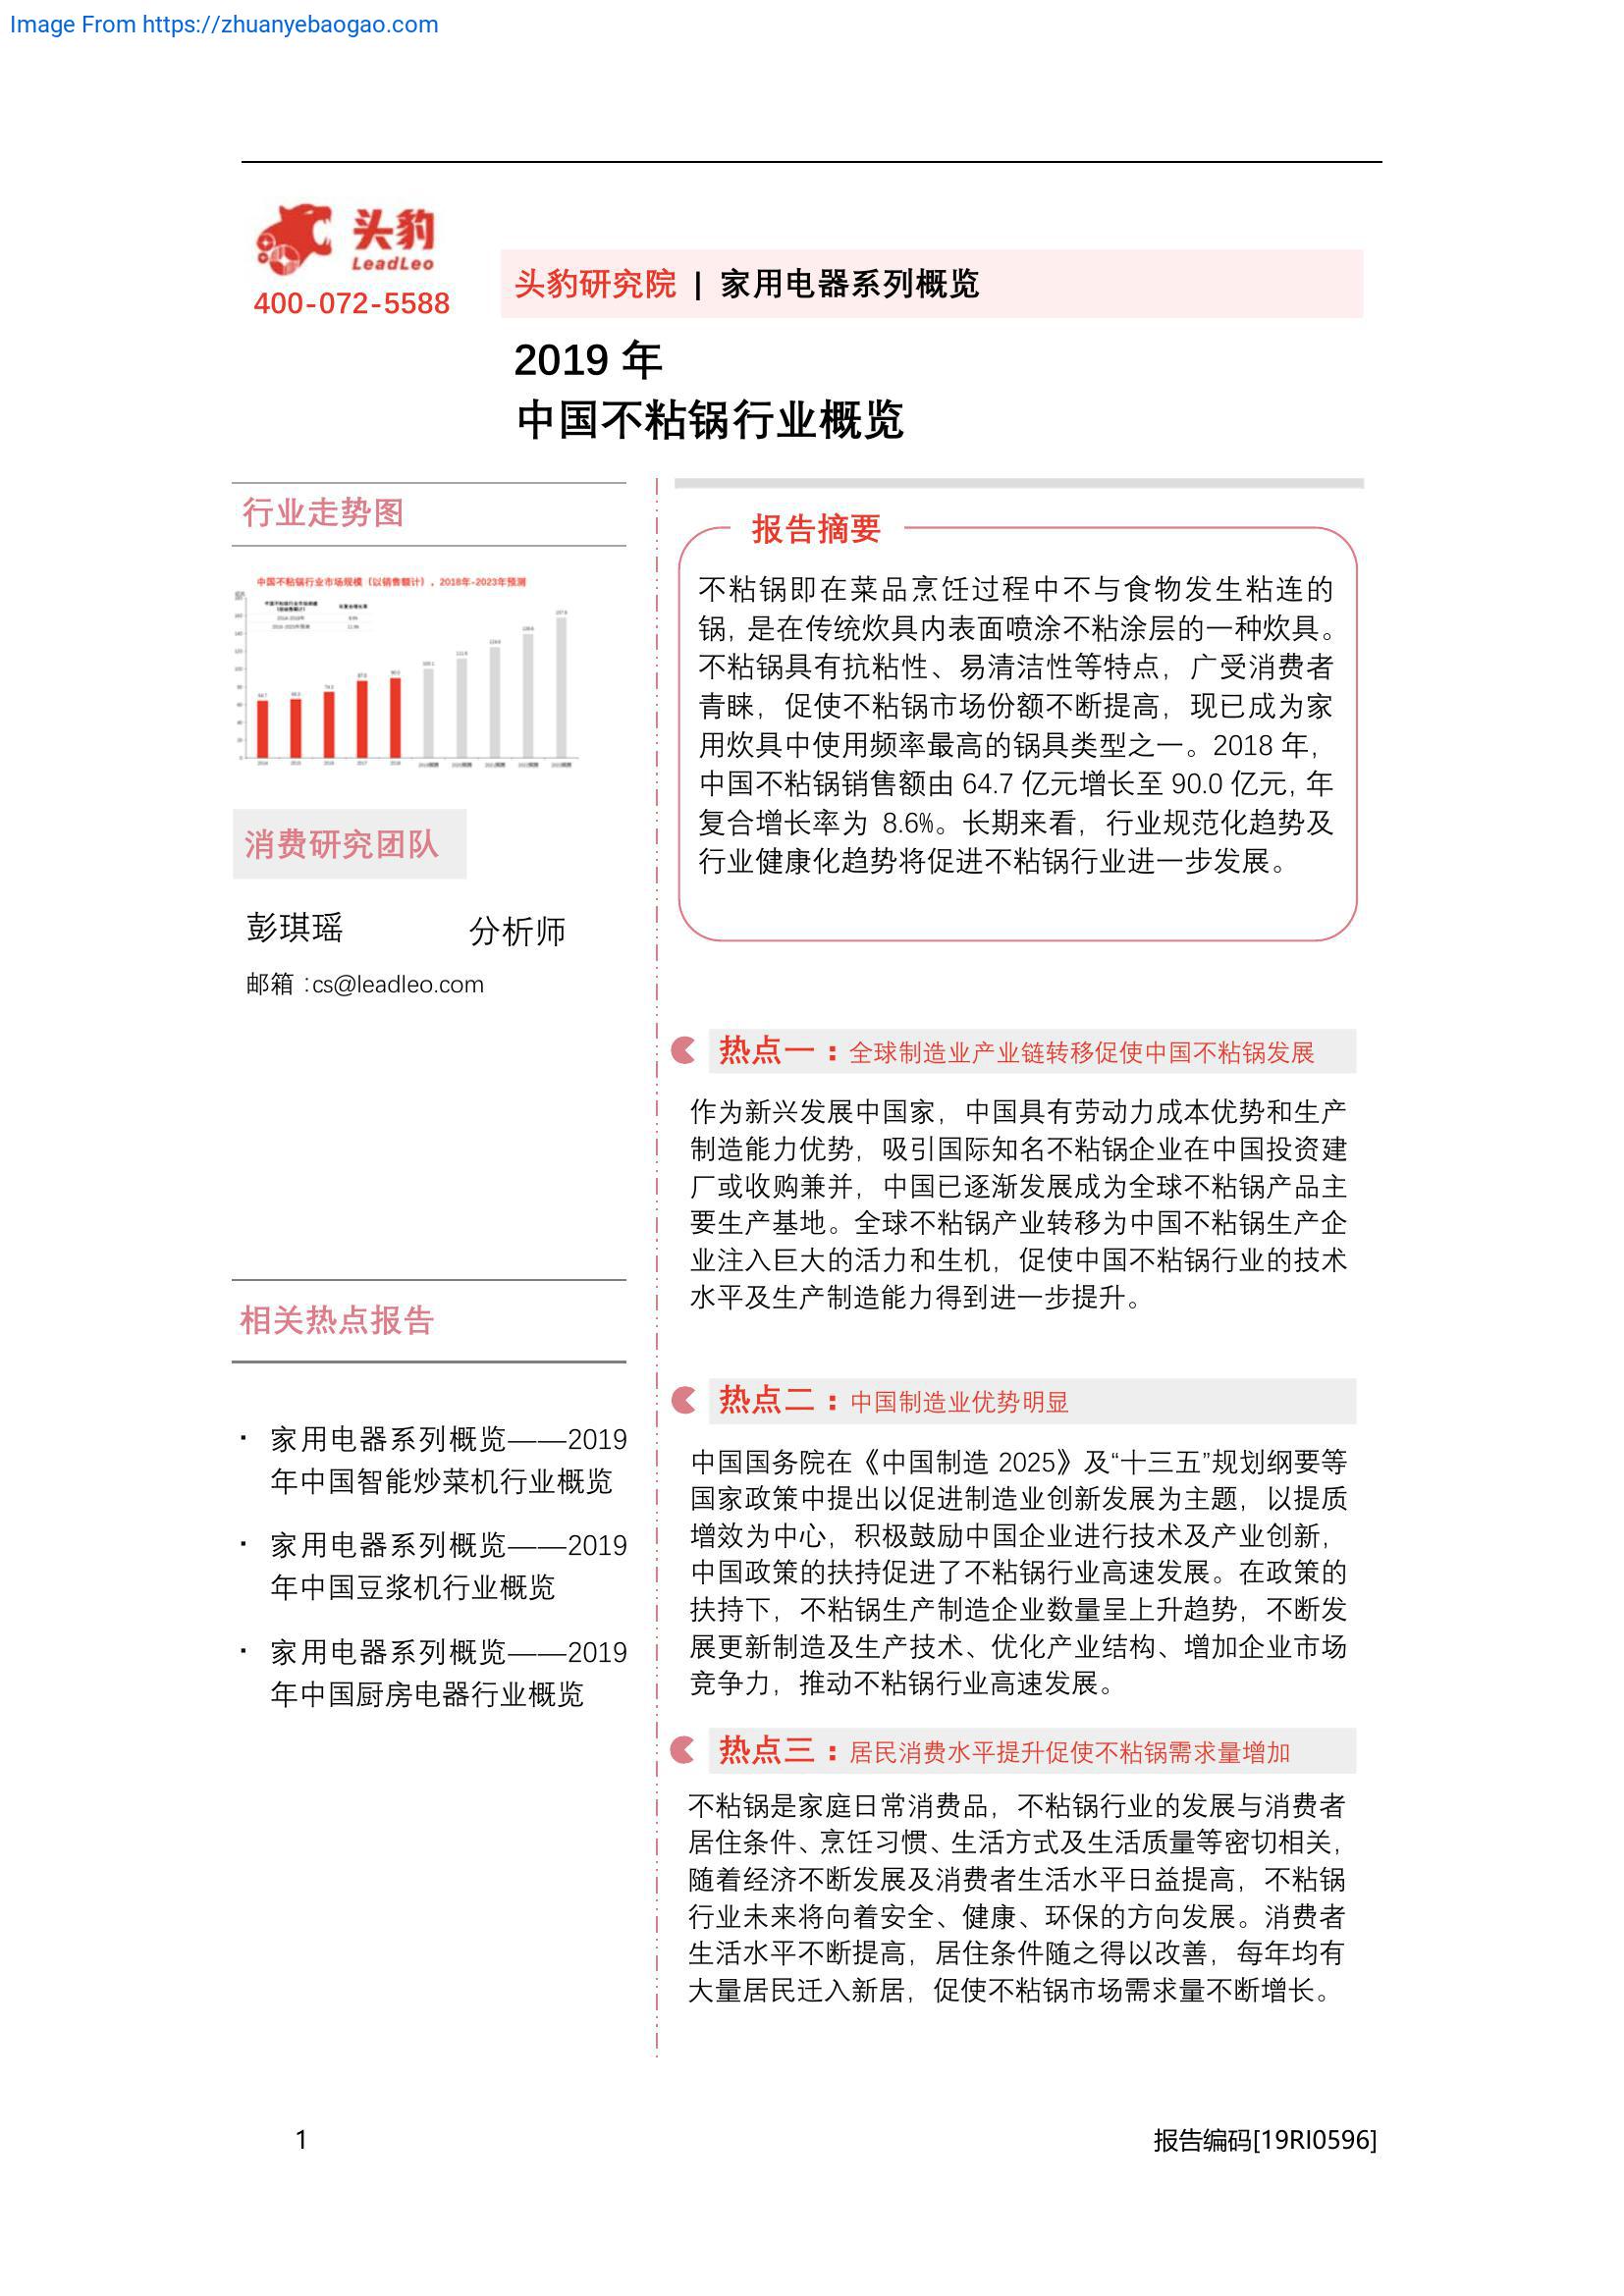 Image From https://zhuanyebaogao.com
头豹
LeadLeo
400-072-5588
头豹研究院 | 家用电器系列概览
2019 年
中国不粘锅行业概览
行业走势图
中国不粘锅行业市场规模（以销售额计），2018年-2023年预测
消费研究团队
彭琪瑶 分析师
邮箱：cs@leadleo.com
相关热点报告
· 家用电器系列概览——2019
年中国智能炒菜机行业概览
· 家用电器系列概览——2019
年中国豆浆机行业概览
· 家用电器系列概览——2019
年中国厨房电器行业概览
报告摘要
不粘锅即在菜品烹饪过程中不与食物发生粘连的
锅，是在传统炊具内表面喷涂不粘涂层的一种炊具。
不粘锅具有抗粘性、易清洁性等特点，广受消费者
青睐，促使不粘锅市场份额不断提高，现已成为家
用炊具中使用频率最高的锅具类型之一。2018 年，
中国不粘锅销售额由 64.7 亿元增长至 90.0 亿元，年
复合增长率为 8.6%。长期来看，行业规范化趋势及
行业健康化趋势将促进不粘锅行业进一步发展。
热点一：全球制造业产业链转移促使中国不粘锅发展
作为新兴发展中国家，中国具有劳动力成本优势和生产
制造能力优势，吸引国际知名不粘锅企业在中国投资建
厂或收购兼并，中国已逐渐发展成为全球不粘锅产品主
要生产基地。全球不粘锅产业转移为中国不粘锅生产企
业注入巨大的活力和生机，促使中国不粘锅行业的技术
水平及生产制造能力得到进一步提升。
热点二：中国制造业优势明显
中国国务院在《中国制造 2025》及“十三五”规划纲要等
国家政策中提出以促进制造业创新发展为主题，以提质
增效为中心，积极鼓励中国企业进行技术及产业创新，
中国政策的扶持促进了不粘锅行业高速发展。在政策的
扶持下，不粘锅生产制造企业数量呈上升趋势，不断发
展更新制造及生产技术、优化产业结构、增加企业市场
竞争力，推动不粘锅行业高速发展。
热点三：居民消费水平提升促使不粘锅需求量增加
不粘锅是家庭日常消费品，不粘锅行业的发展与消费者
居住条件、烹饪习惯、生活方式及生活质量等密切相关，
随着经济不断发展及消费者生活水平日益提高，不粘锅
行业未来将向着安全、健康、环保的方向发展。消费者
生活水平不断提高，居住条件随之得以改善，每年均有
大量居民迁入新居，促使不粘锅市场需求量不断增长。
1
报告编码[19RI0596]